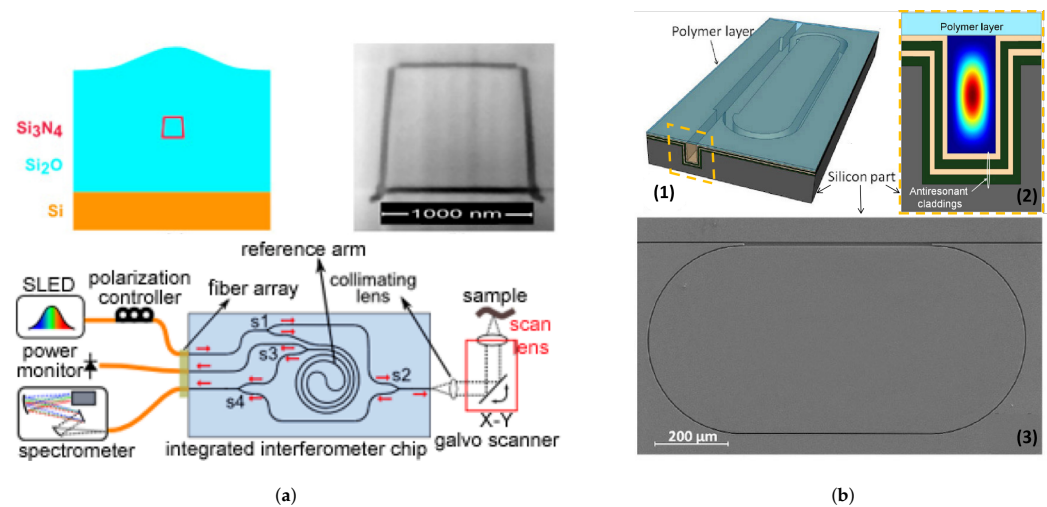 Si3N4
Si2O
Si
1000 nm
reference arm
SLED
polarization
controller
fiber array
collimating
lens
sample
scan
lens
power
monitor
s1
s3
s2
s4
X-Y
galvo scanner
spectrometer
integrated interferometer chip
(a)
Polymer layer
(1)
Silicon part
Polymer layer
Antiresonant
claddings
(2)
200 μm
(3)
(b)